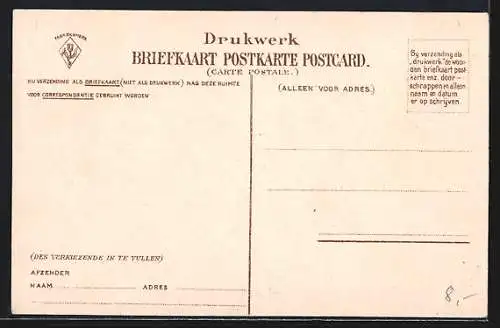 FABRIEKSMERK
Drukwerk
BRIEFKAART POSTKARTE POSTCARD.
(CARTE POSTALE.)
BIJ VERZENDING ALS BRIEFKAART (NIET ALS DRUKWERK) MAG DEZE RUIMTE
VOOR CORRESPONDENTIE GEBRUIKT WORDEN
(ALLEEN VOOR ADRES.)
Bij verzending als
„drukwerk" de woor-
den briefkaart post-
karte enz. door-
schrappen en alleen
naam en datum
er op schrijven.
(DES VERKIEZENDE IN TE VULLEN)
AFZENDER
NAAM ADRES
8,-